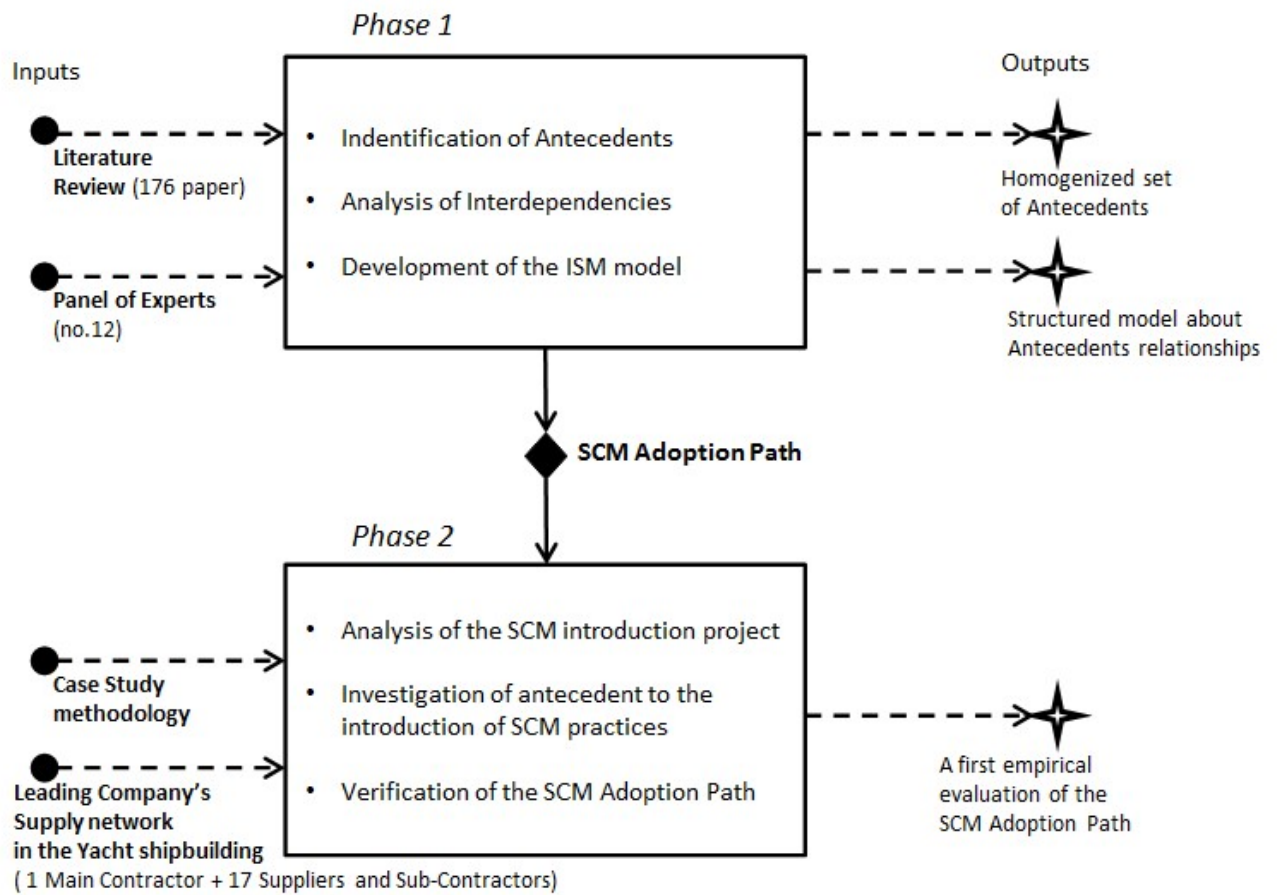 Phase 1
Inputs
Outputs
• Indentification of Antecedents
Literature
Review (176 paper)
Homogenized set
of Antecedents
• Analysis of Interdependencies
• Development of the ISM model
Panel of Experts
(no.12)
Structured model about
Antecedents relationships
SCM Adoption Path
Phase 2
• Analysis of the SCM introduction project
Case Study
methodology
• Investigation of antecedent to the
introduction of SCM practices
• Verification of the SCM Adoption Path
Leading Company's
Supply network
in the Yacht shipbuilding
( 1 Main Contractor + 17 Suppliers and Sub-Contractors)
A first empirical
evaluation of the
SCM Adoption Path